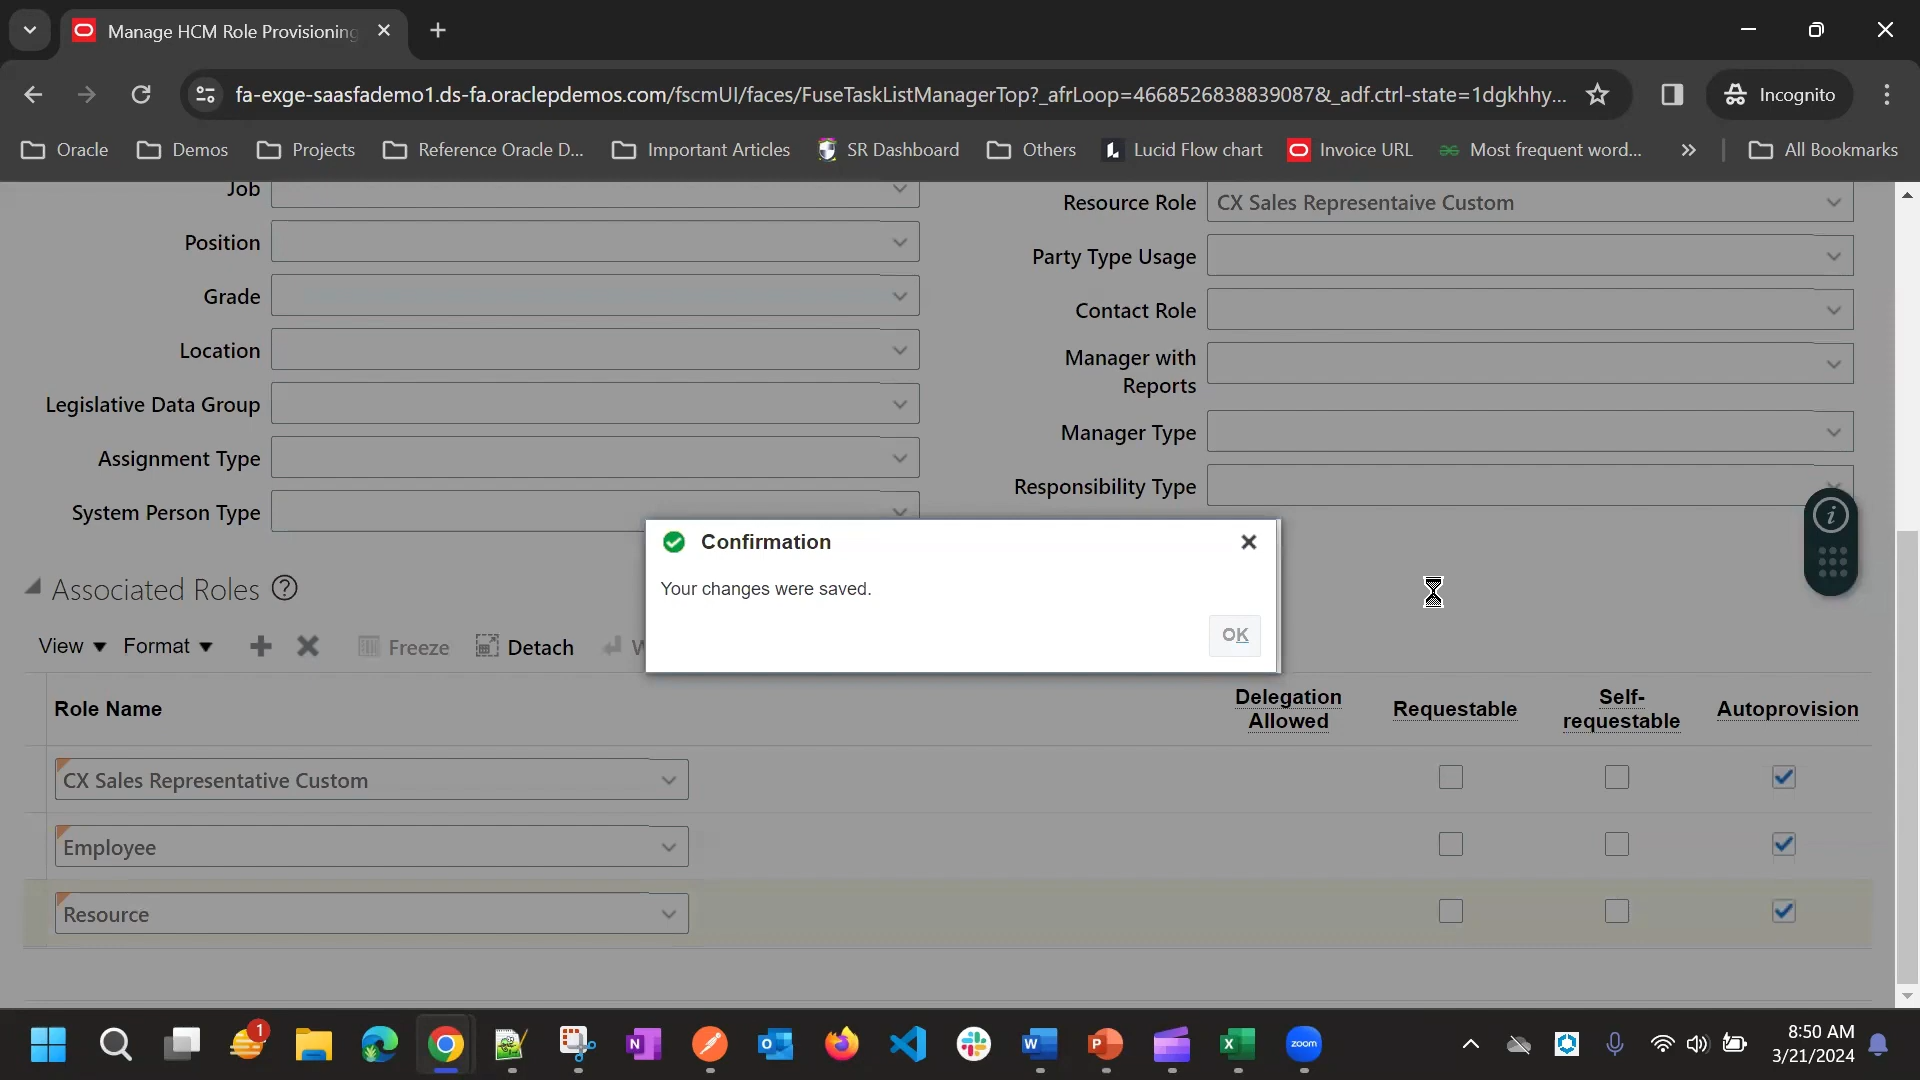 Manage HCM Role Provisioning
fa-exge-saasfademo1.ds-fa.oraclepdemos.com/fscmUI/faces/FuseTaskListManagerTop?_afrLoop=4668526838839087&_adf.ctrl-state=1dgkhhy...
Incognito
Oracle
Demos
Projects
Reference Oracle D...
Important Articles
SR Dashboard
Others
Lucid Flow chart
Invoice URL
Most frequent word...
All Bookmarks
Job
Position
Grade
Location
Legislative Data Group
Assignment Type
System Person Type
Resource Role CX Sales Representaive Custom
Party Type Usage
Contact Role
Manager with
Reports
Manager Type
Responsibility Type
Confirmation
Your changes were saved.
OK
Associated Roles
View Format Freeze Detach W
Role Name
Delegation
Allowed
Requestable
Self-
requestable
Autoprovision
CX Sales Representative Custom
Employee
Resource
1
zoom
8:50 AM
3/21/2024